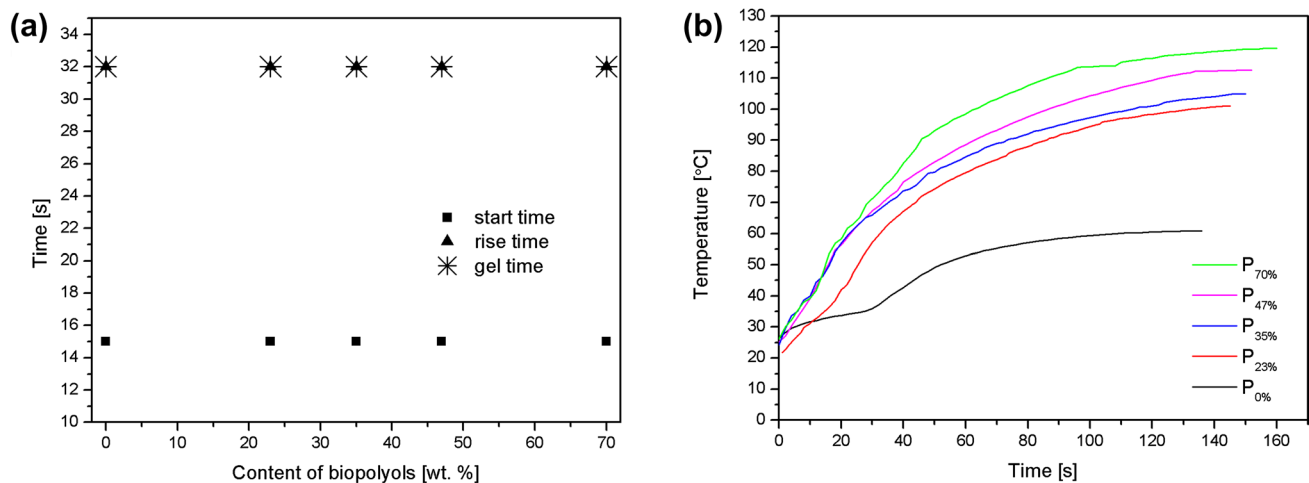 (a)
34
32
30
28
26
24
22
20
18
16
14
12
10
Time [s]
start time
rise time
gel time
0 10 20 30 40 50 60 70
Content of biopolyols [wt. %]
(b)
130
120
110
100
90
80
70
60
50
40
30
20
10
0
Temperature [°C]
P70%
P47%
P35%
P23%
P0%
0 20 40 60 80 100 120 140 160
Time [s]